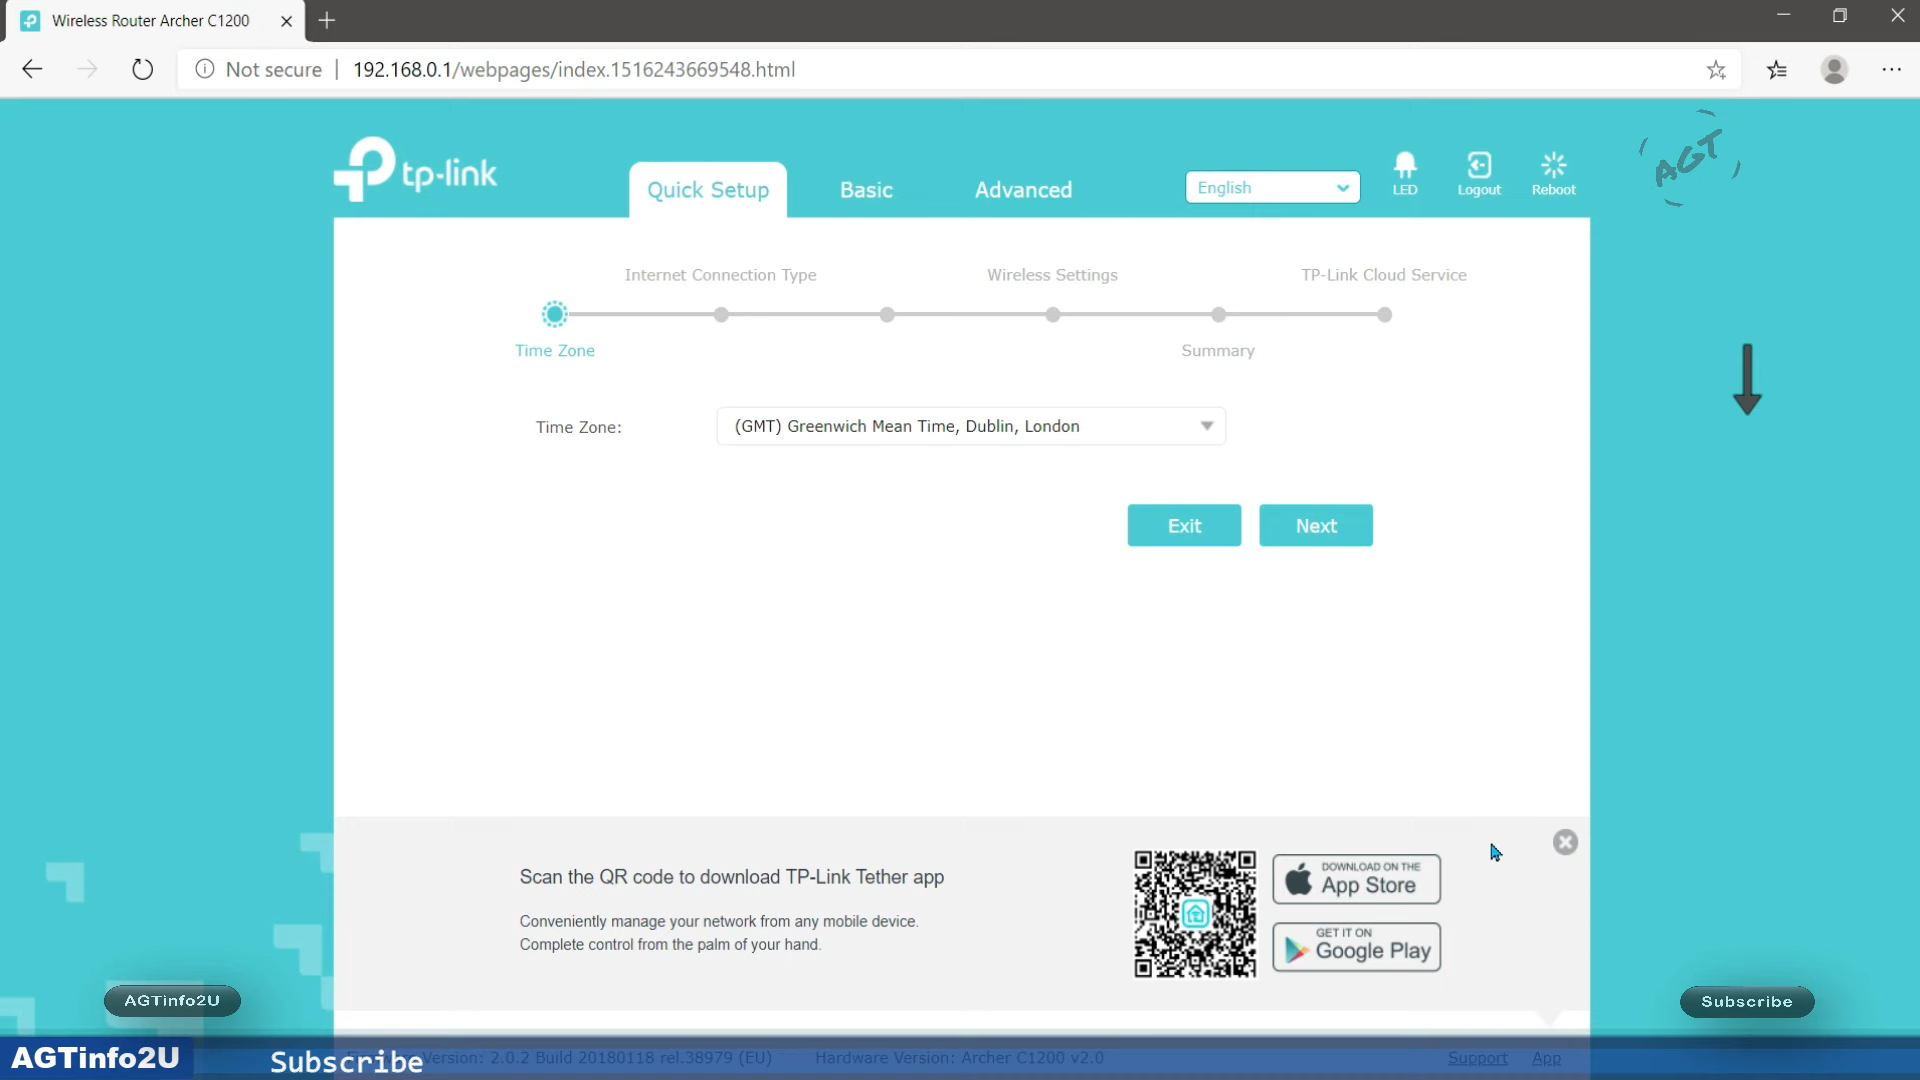 Wireless Router Archer C1200
Not secure
192.168.0.1/webpages/index.1516243669548.html
tp-link
Quick Setup
Basic
Advanced
English
LED
Logout
Reboot
AGT
Internet Connection Type
Wireless Settings
TP-Link Cloud Service
Time Zone
Summary
Time Zone:
(GMT) Greenwich Mean Time, Dublin, London
Exit
Next
Scan the QR code to download TP-Link Tether app
Conveniently manage your network from any mobile device.
Complete control from the palm of your hand.
DOWNLOAD ON THE
App Store
GET IT ON
Google Play
AGTinfo2U
Subscribe
AGTinfo2U
Subscribe
Version: 2.0.2 Build 20180118 rel.38979 (EU)
Hardware Version: Archer C1200 v2.0
Support
App